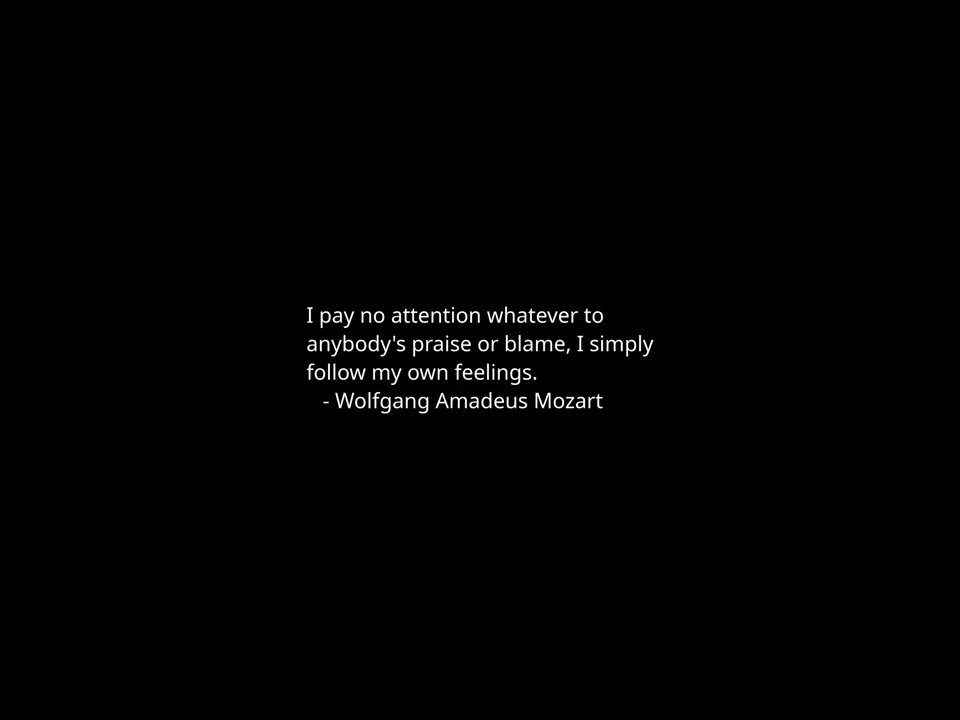 I pay no attention whatever to
anybody's praise or blame, I simply
follow my own feelings.
- Wolfgang Amadeus Mozart